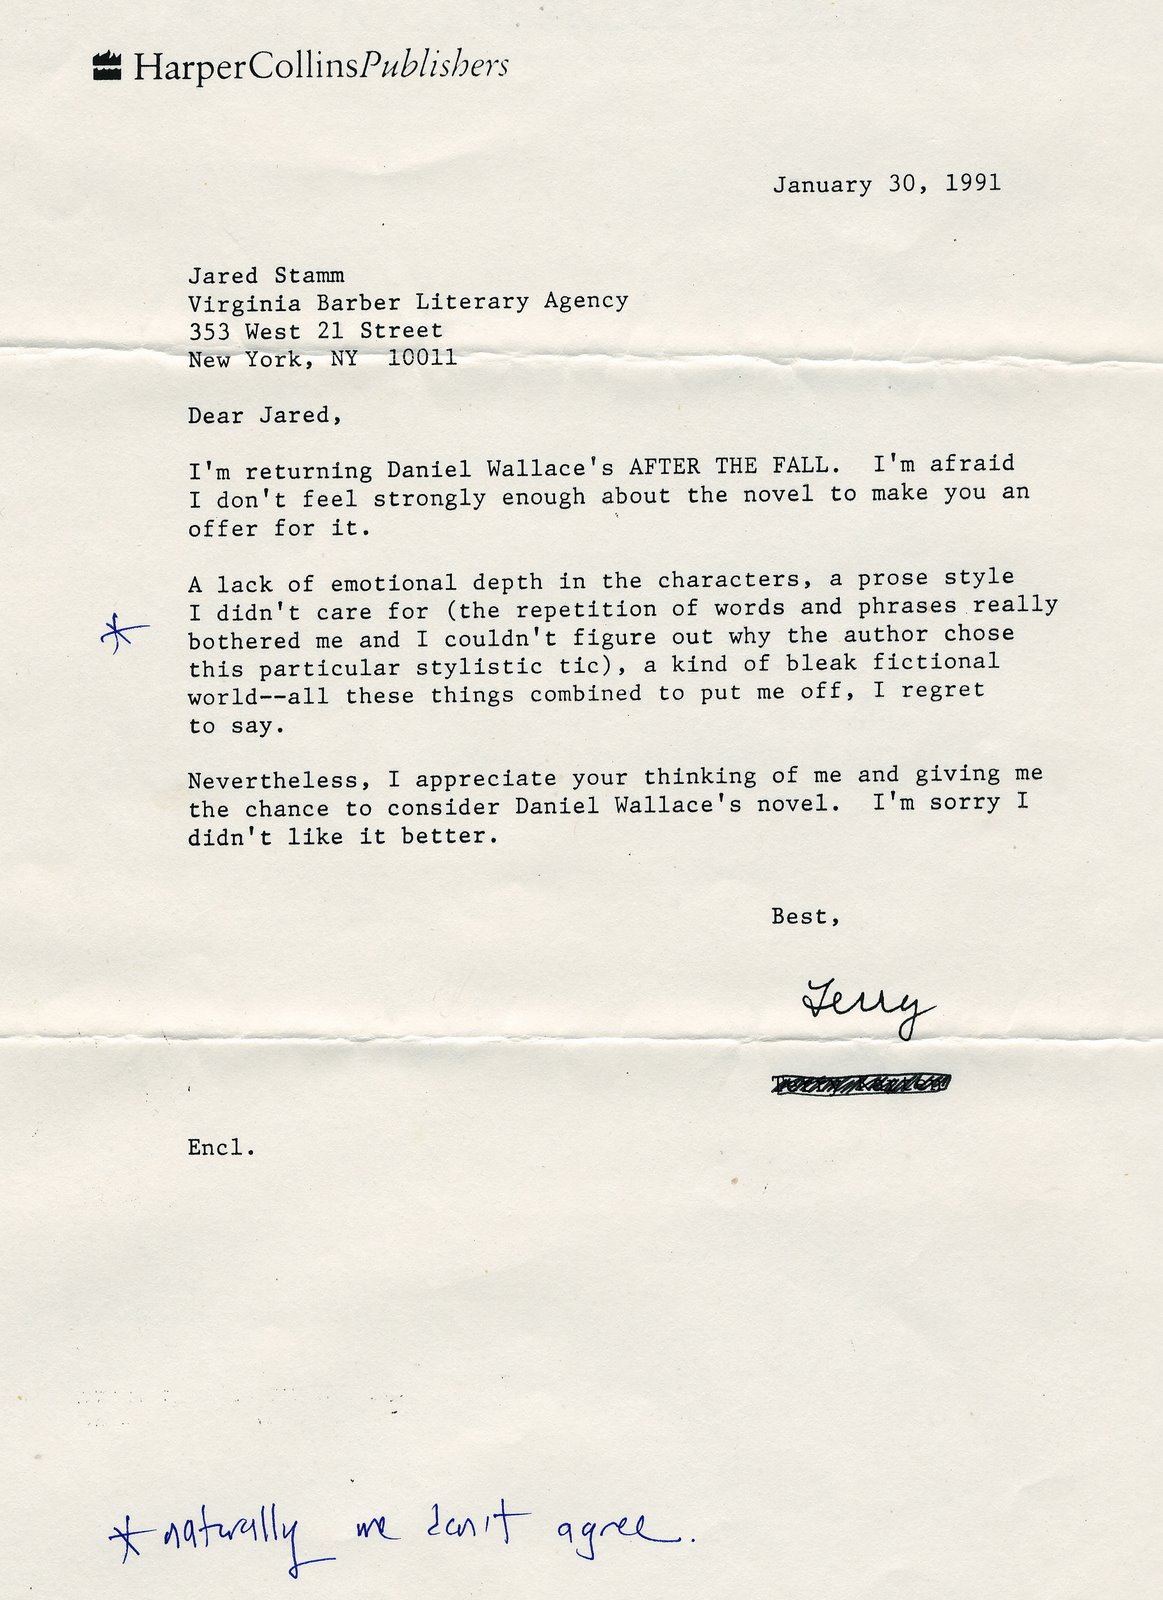 HarperCollinsPublishers
January 30, 1991
Jared Stamm
Virginia Barber Literary Agency
353 West 21 Street
New York, NY  10011
Dear Jared,
I'm returning Daniel Wallace's AFTER THE FALL.  I'm afraid
I don't feel strongly enough about the novel to make you an
offer for it.
A lack of emotional depth in the characters, a prose style
I didn't care for (the repetition of words and phrases really
* bothered me and I couldn't figure out why the author chose
this particular stylistic tic), a kind of bleak fictional
world--all these things combined to put me off, I regret
to say.
Nevertheless, I appreciate your thinking of me and giving me
the chance to consider Daniel Wallace's novel.  I'm sorry I
didn't like it better.
Best,
Terry
Encl.
* naturally we don't agree.